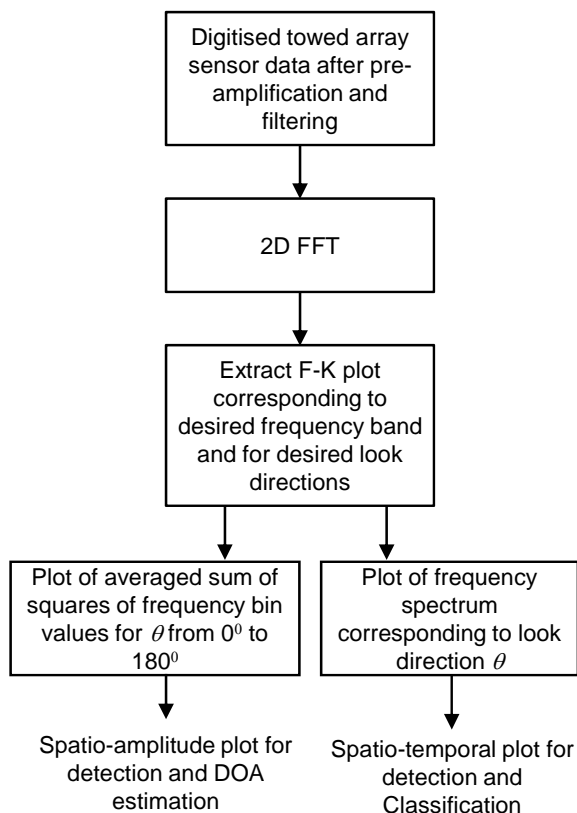 Digitised towed array
sensor data after pre-
amplification and
filtering
2D FFT
Extract F-K plot
corresponding to
desired frequency band
and for desired look
directions
Plot of averaged sum of
squares of frequency bin
values for θ from 0⁰ to
180⁰
Plot of frequency
spectrum
corresponding to look
direction θ
Spatio-amplitude plot for
detection and DOA
estimation
Spatio-temporal plot for
detection and
Classification